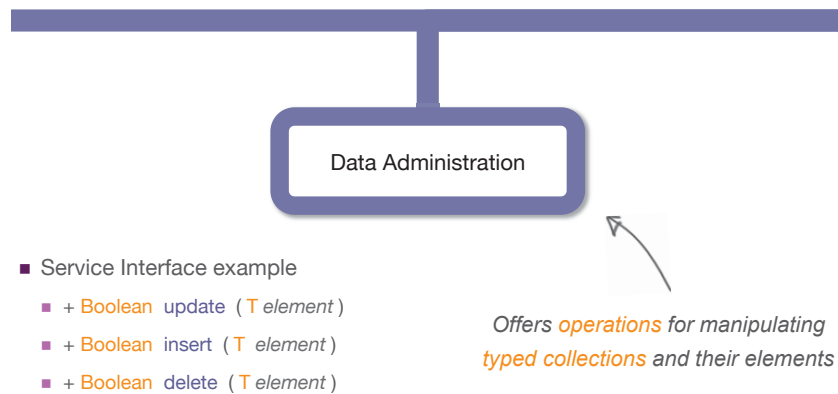 Data Administration
Service Interface example
+ Boolean update ( T element )
+ Boolean insert ( T element )
+ Boolean delete ( T element )
Offers operations for manipulating
typed collections and their elements